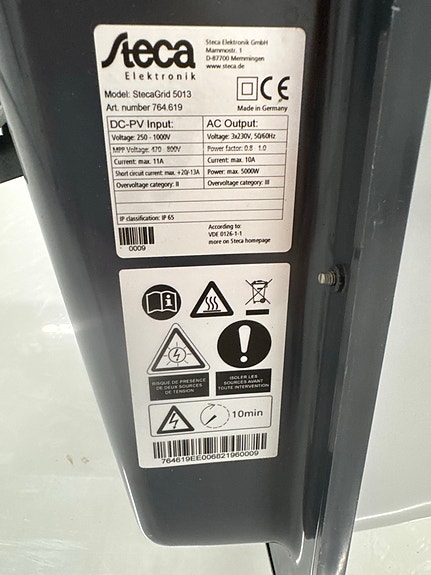 Steca
Elektronik
Steca Elektronik GmbH
Mammostr. 1
D-87700 Memmingen
www.steca.de
Model: StecaGrid 5013
Art. number 764.619
CE
Made in Germany
DC-PV Input:
Voltage: 250 - 1000V
MPP Voltage: 470 - 800V
Current: max. 11A
Short circuit current: max. +20/-13A
Overvoltage category: II
AC Output:
Voltage: 3x230V, 50/60Hz
Power factor: 0.8 - 1.0
Current: max. 10A
Power: max. 5000W
Overvoltage category: III
IP classification: IP 65
According to:
VDE 0126-1-1
more on Steca homepage
0009
RISQUE DE PRESENCE
DE DEUX SOURCES
DE TENSION
ISOLER LES
SOURCES AVANT
TOUTE INTERVENTION
10min
764619EE006821960009